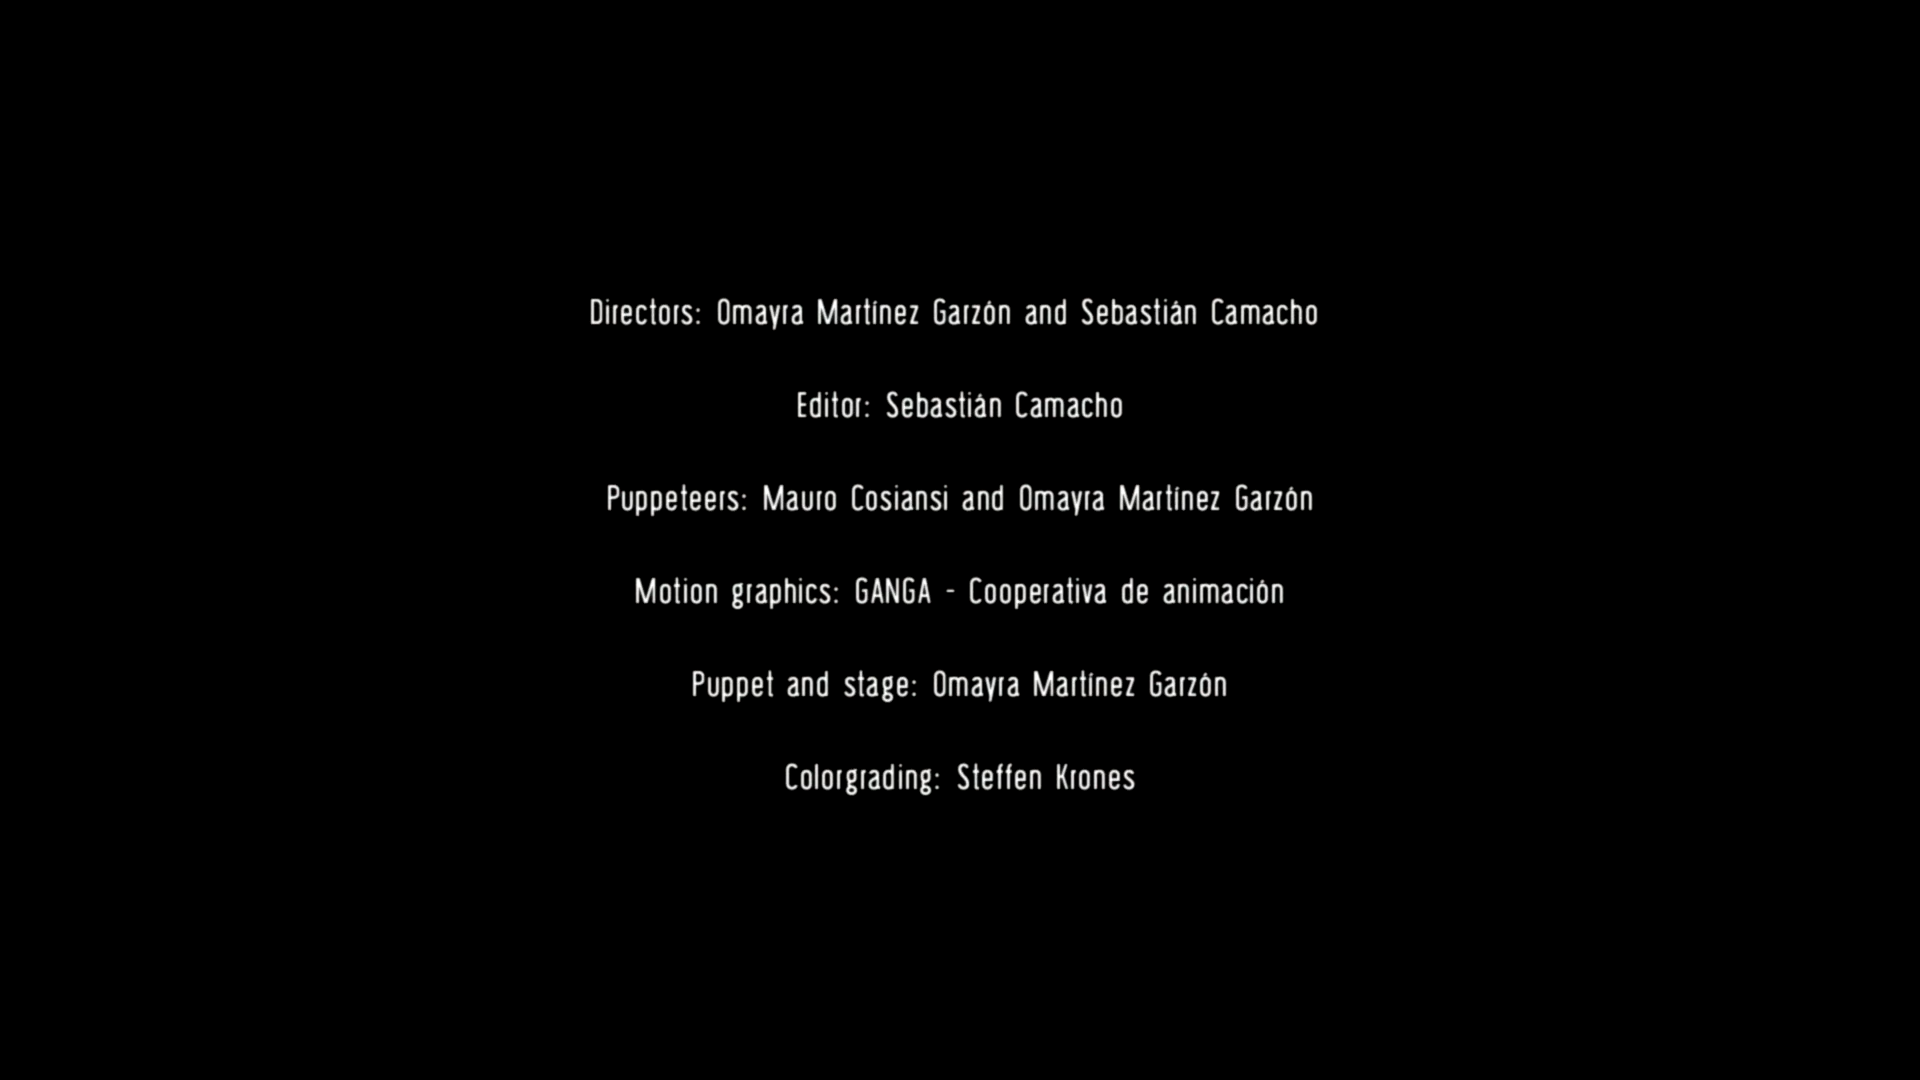 Directors: Omayra Martínez Garzón and Sebastián Camacho
Editor: Sebastián Camacho
Puppeteers: Mauro Cosiansi and Omayra Martínez Garzón
Motion graphics: GANGA - Cooperativa de animación
Puppet and stage: Omayra Martínez Garzón
Colorgrading: Steffen Krones